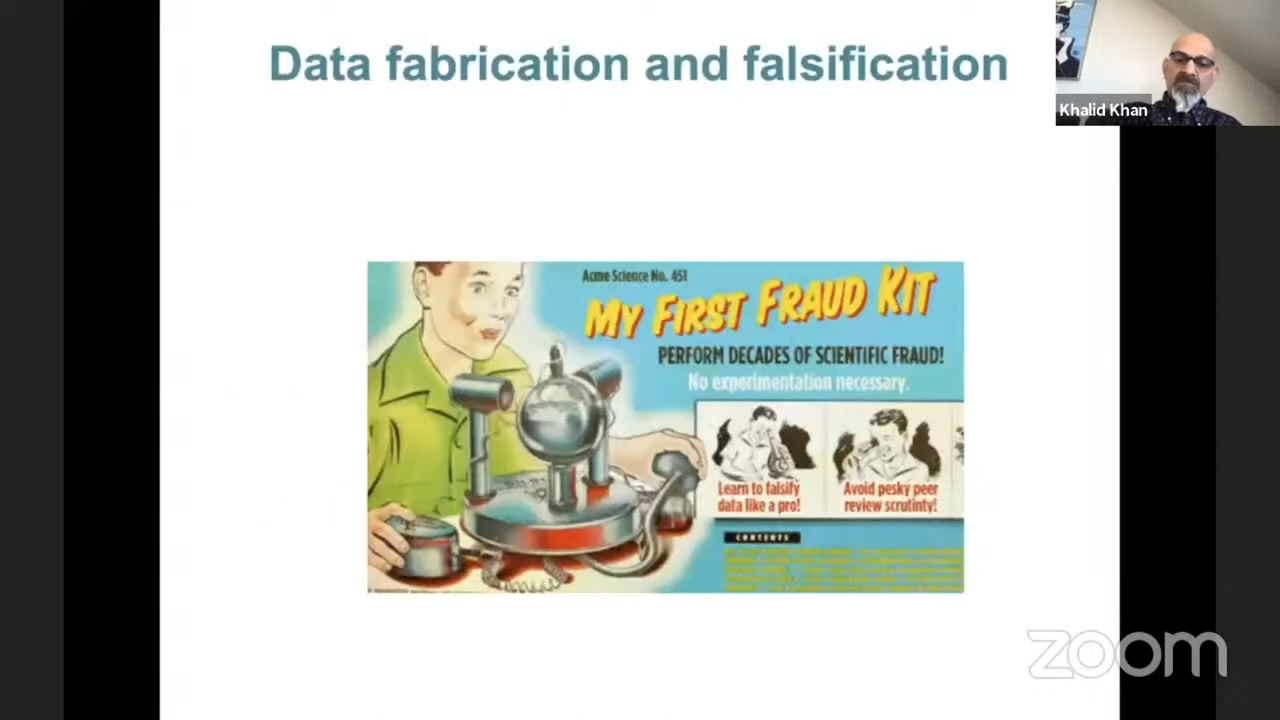 Data fabrication and falsification
Khalid Khan
Acme Science No. 451
MY FIRST FRAUD KIT
PERFORM DECADES OF SCIENTIFIC FRAUD!
No experimentation necessary.
Learn to falsify
data like a pro!
Avoid pesky peer
review scrutinty!
CONTENTS
zoom